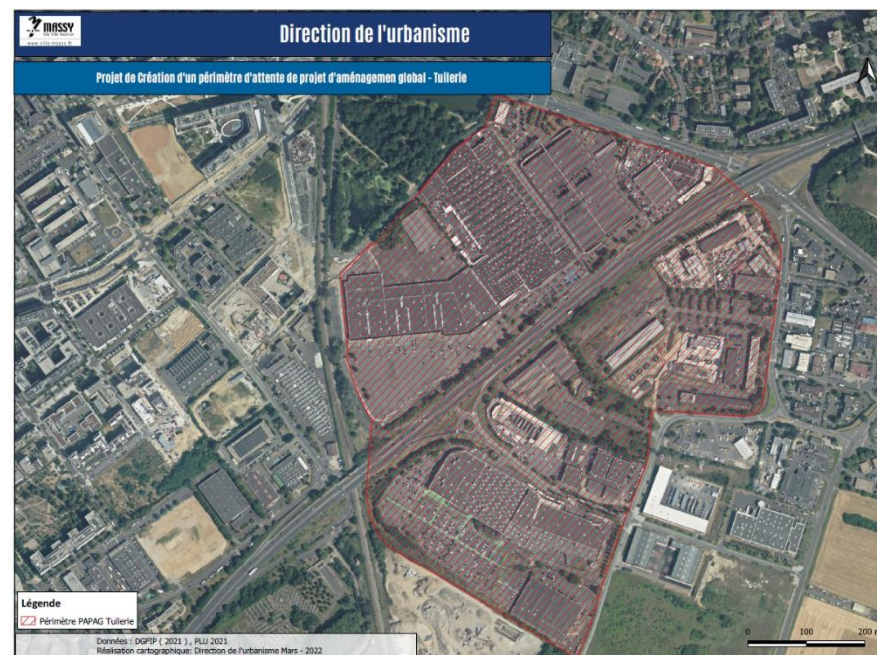 MASSY
www.ville-massy.fr
Direction de l'urbanisme
Projet de Création d'un périmètre d'attente de projet d'aménagemen global - Tuilerie
Légende
Périmètre PAPAG Tuilerie
Données : DGFIP ( 2021 ) , PLU 2021
Réalisation cartographique: Direction de l'urbanisme Mars - 2022
0 100 200 m